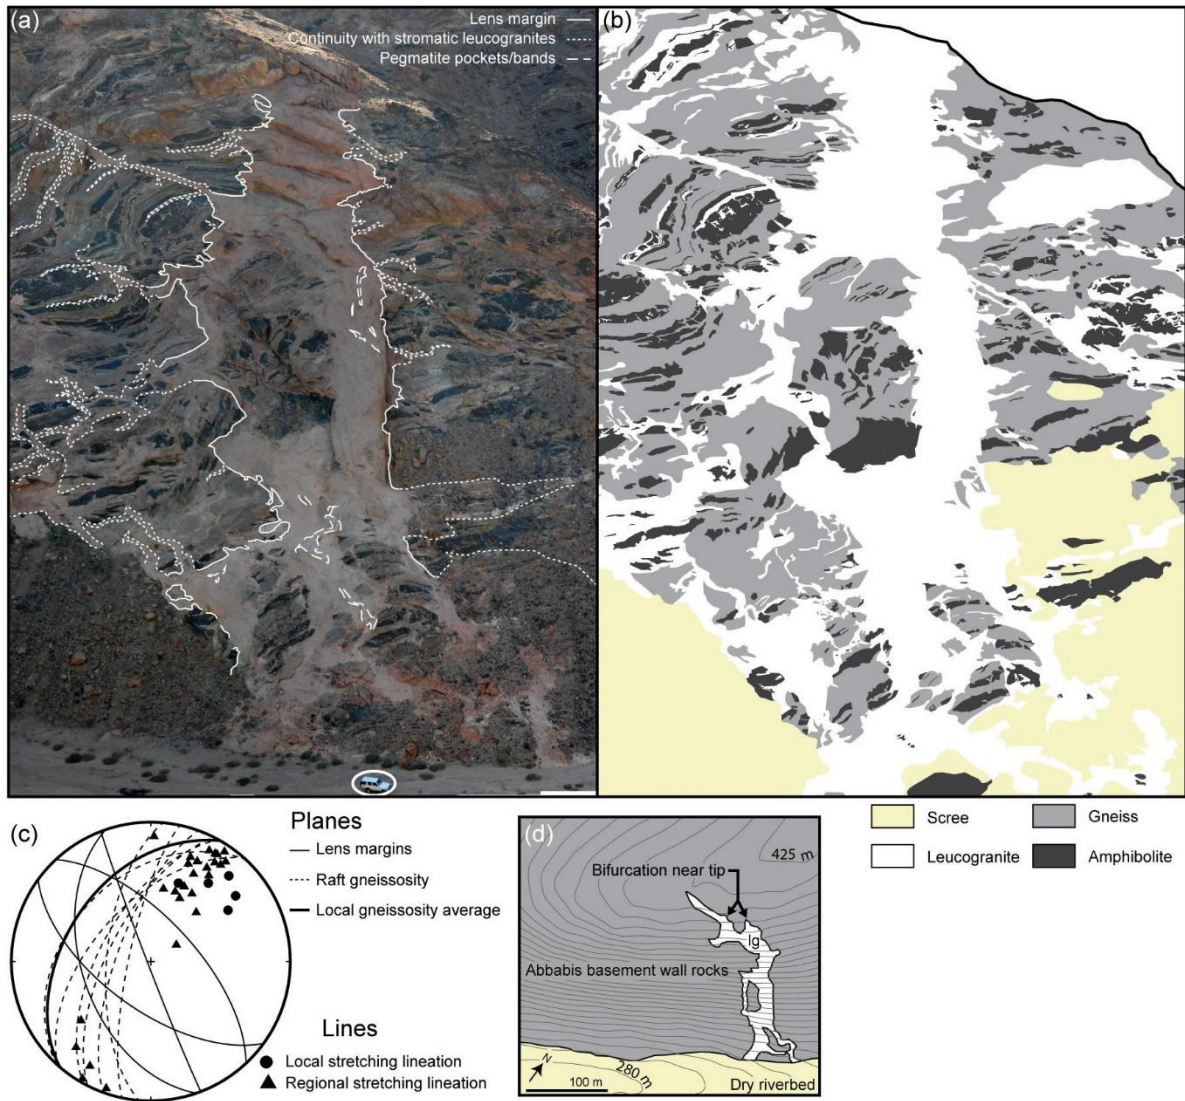 (a)
Lens margin
Continuity with stromatic leucogranites
Pegmatite pockets/bands
(b)
Scree
Gneiss
Leucogranite
Amphibolite
(c)
Planes
Lens margins
Raft gneissosity
Local gneissosity average
Lines
Local stretching lineation
Regional stretching lineation
(d)
425 m
Bifurcation near tip
lg
Abbabis basement wall rocks
N
280 m
100 m
Dry riverbed